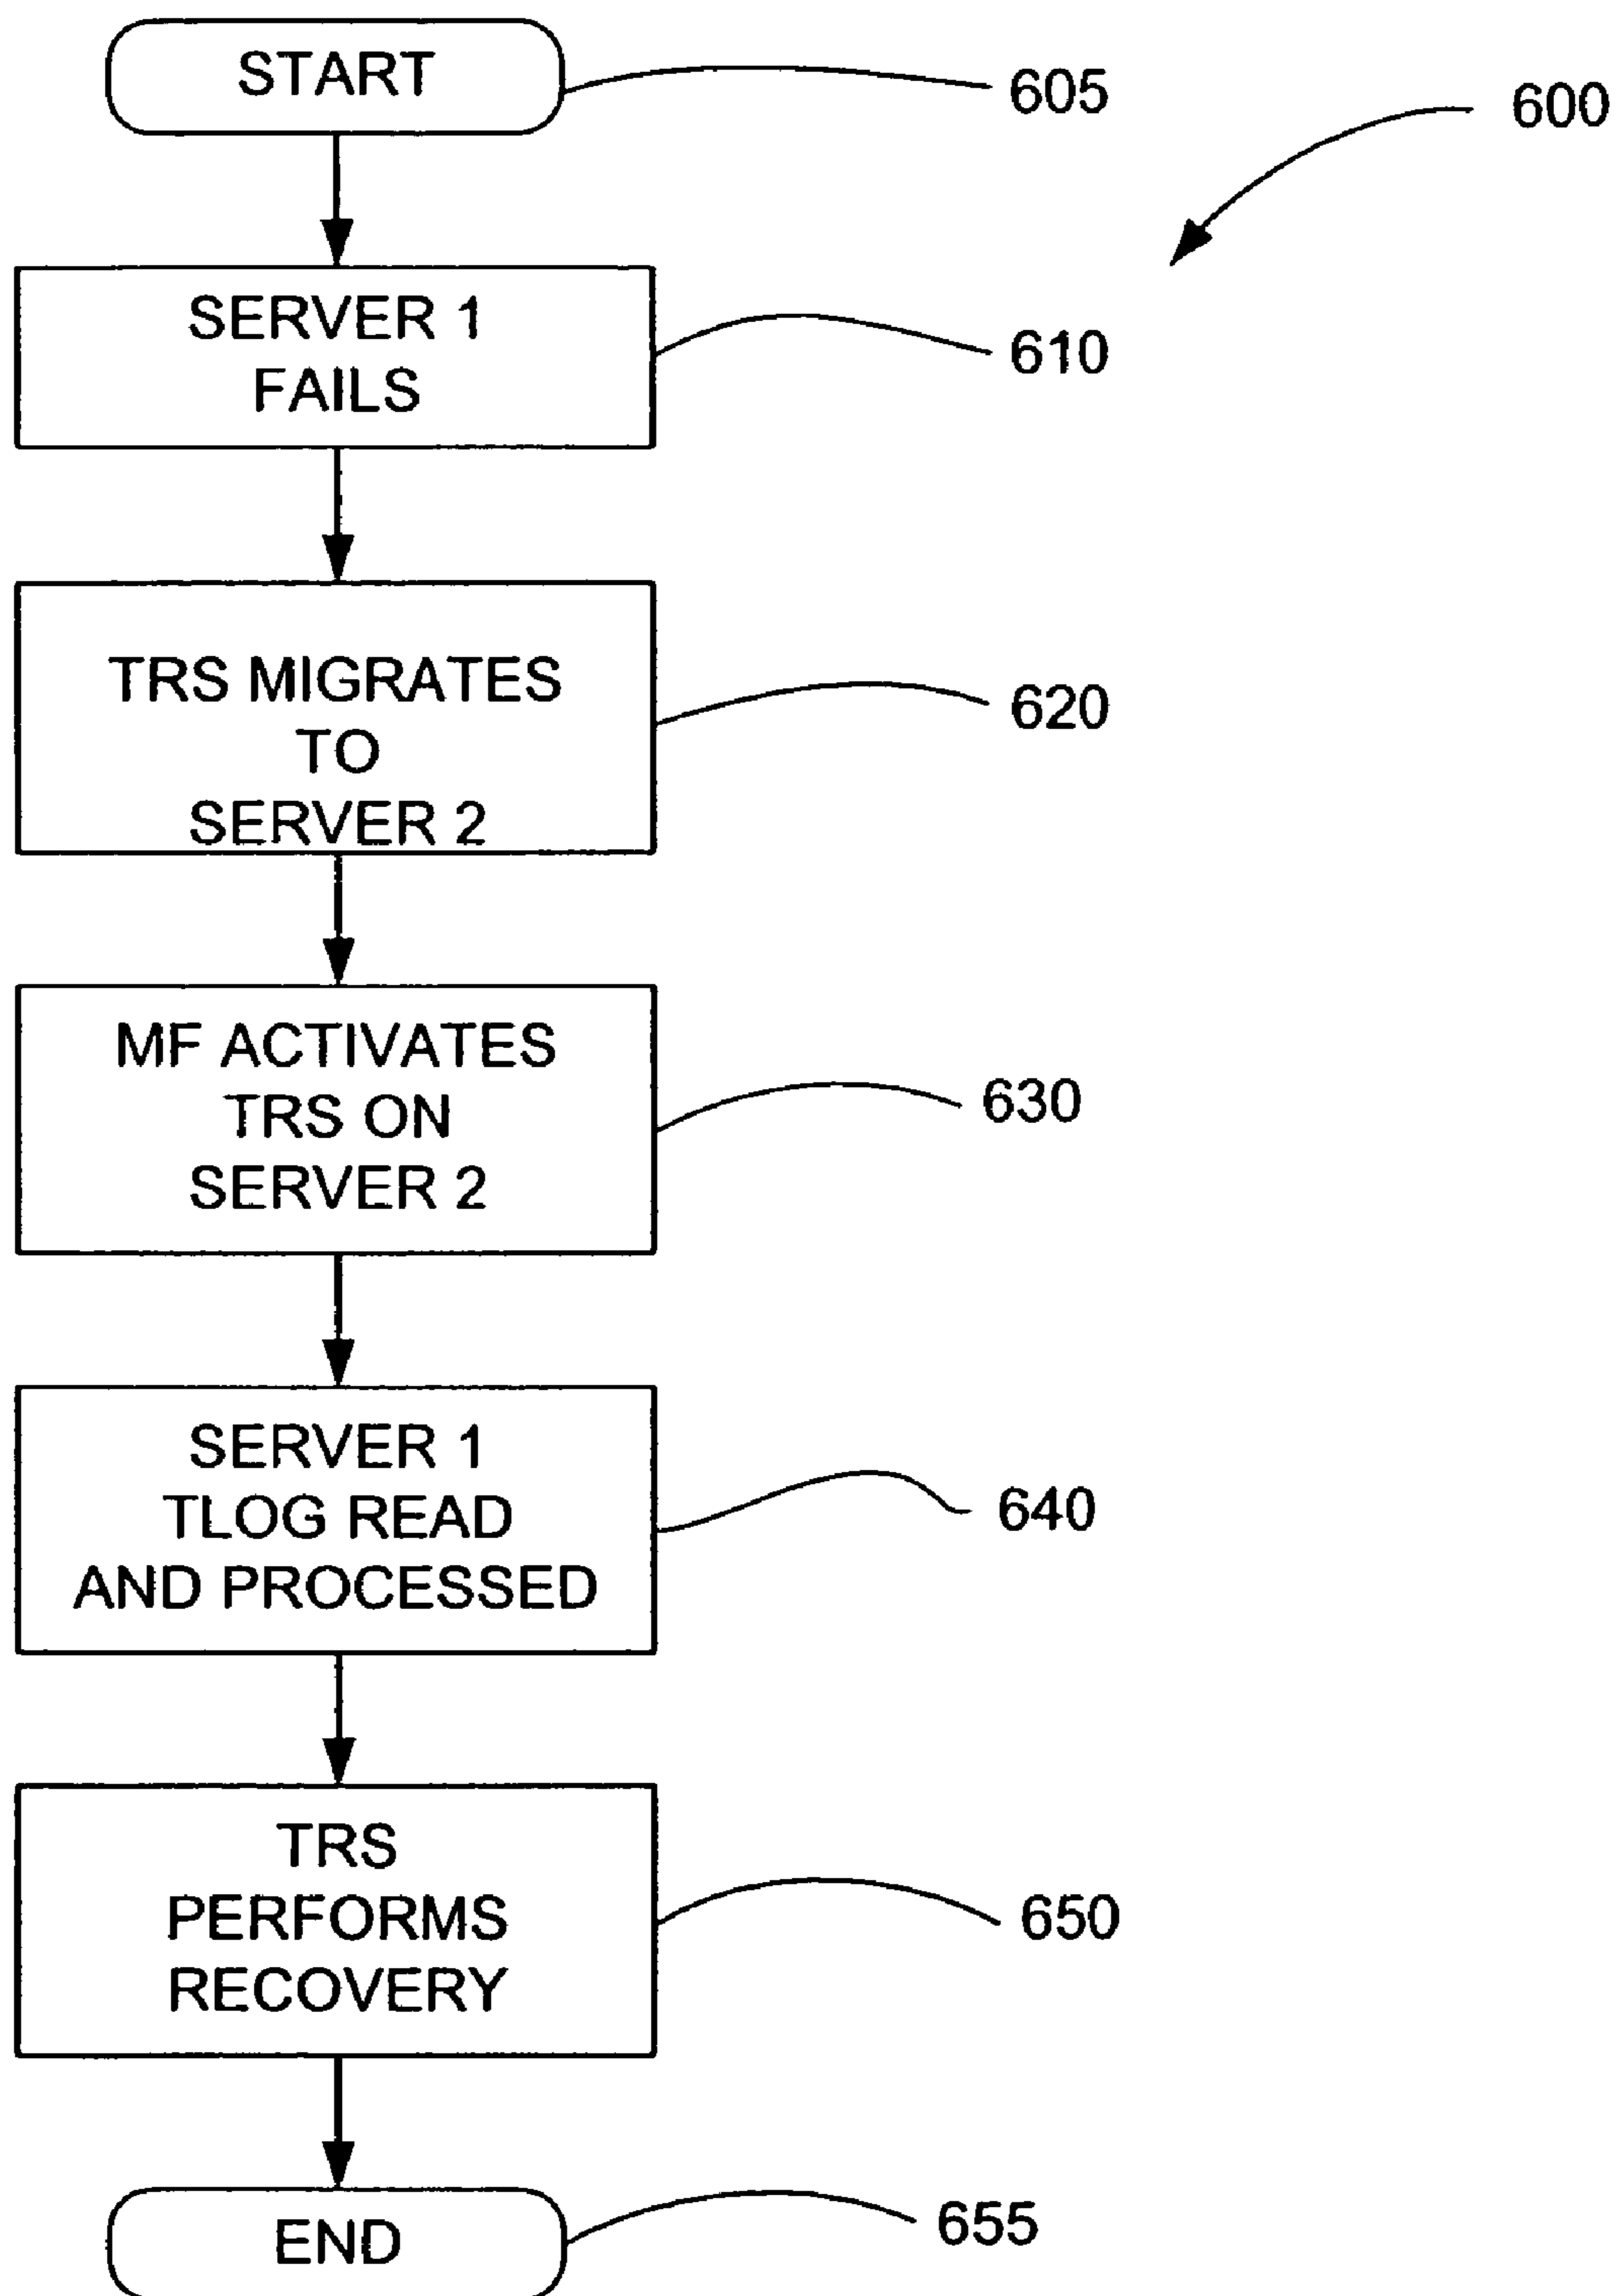 START
605
600
SERVER 1
FAILS
610
TRS MIGRATES
TO
SERVER 2
620
MF ACTIVATES
TRS ON
SERVER 2
630
SERVER 1
TLOG READ
AND PROCESSED
640
TRS
PERFORMS
RECOVERY
650
END
655